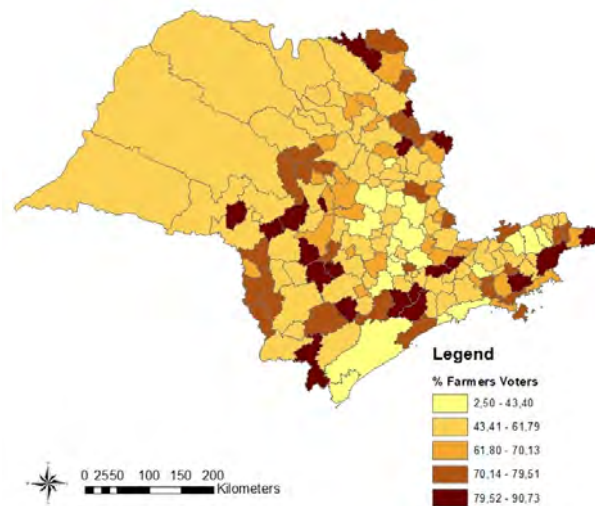 Legend
% Farmers Voters
2,50 - 43,40
43,41 - 61,79
61,80 - 70,13
70,14 - 79,51
79,52 - 90,73
0 2550 100 150 200
Kilometers